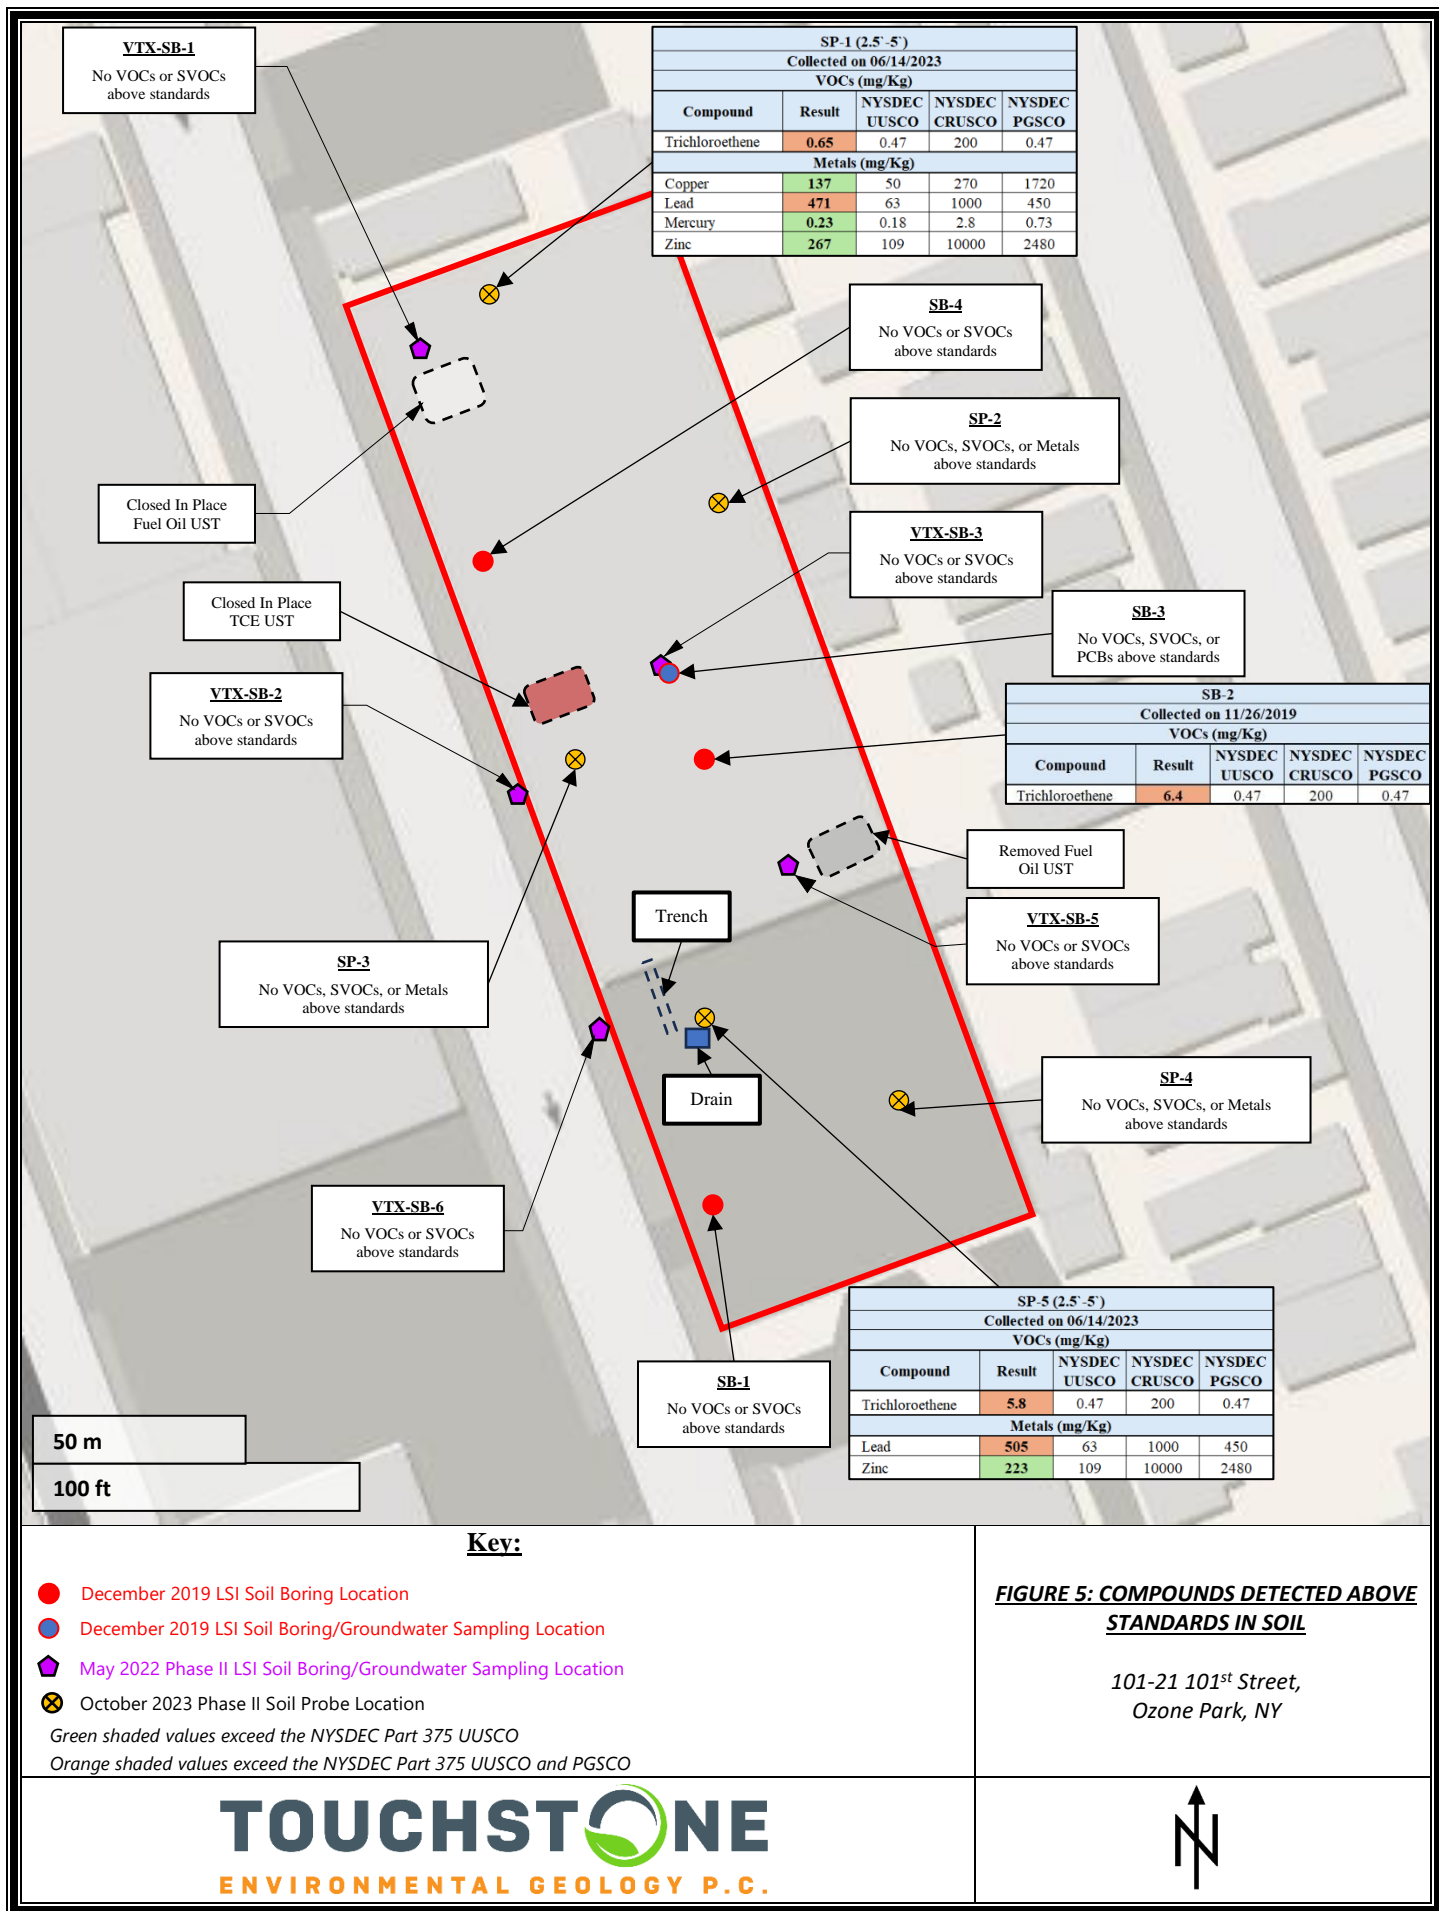 VTX-SB-1
No VOCs or SVOCs
above standards
SP-1 (2.5`-5`)
Collected on 06/14/2023
VOCs (mg/Kg)
Compound Result NYSDEC UUSCO NYSDEC CRUSCO NYSDEC PGSCO
Trichloroethene 0.65 0.47 200 0.47
Metals (mg/Kg)
Copper 137 50 270 1720
Lead 471 63 1000 450
Mercury 0.23 0.18 2.8 0.73
Zinc 267 109 10000 2480
SB-4
No VOCs or SVOCs
above standards
SP-2
No VOCs, SVOCs, or Metals
above standards
Closed In Place
Fuel Oil UST
VTX-SB-3
No VOCs or SVOCs
above standards
Closed In Place
TCE UST
SB-3
No VOCs, SVOCs, or
PCBs above standards
VTX-SB-2
No VOCs or SVOCs
above standards
SB-2
Collected on 11/26/2019
VOCs (mg/Kg)
Compound Result NYSDEC UUSCO NYSDEC CRUSCO NYSDEC PGSCO
Trichloroethene 6.4 0.47 200 0.47
Removed Fuel
Oil UST
Trench
VTX-SB-5
No VOCs or SVOCs
above standards
SP-3
No VOCs, SVOCs, or Metals
above standards
Drain
SP-4
No VOCs, SVOCs, or Metals
above standards
VTX-SB-6
No VOCs or SVOCs
above standards
SP-5 (2.5`-5`)
Collected on 06/14/2023
VOCs (mg/Kg)
Compound Result NYSDEC UUSCO NYSDEC CRUSCO NYSDEC PGSCO
Trichloroethene 5.8 0.47 200 0.47
Metals (mg/Kg)
Lead 505 63 1000 450
Zinc 223 109 10000 2480
SB-1
No VOCs or SVOCs
above standards
50 m
100 ft
Key:
December 2019 LSI Soil Boring Location
December 2019 LSI Soil Boring/Groundwater Sampling Location
May 2022 Phase II LSI Soil Boring/Groundwater Sampling Location
October 2023 Phase II Soil Probe Location
Green shaded values exceed the NYSDEC Part 375 UUSCO
Orange shaded values exceed the NYSDEC Part 375 UUSCO and PGSCO
FIGURE 5: COMPOUNDS DETECTED ABOVE
STANDARDS IN SOIL
101-21 101st Street,
Ozone Park, NY
TOUCHSTONE
ENVIRONMENTAL GEOLOGY P.C.
N